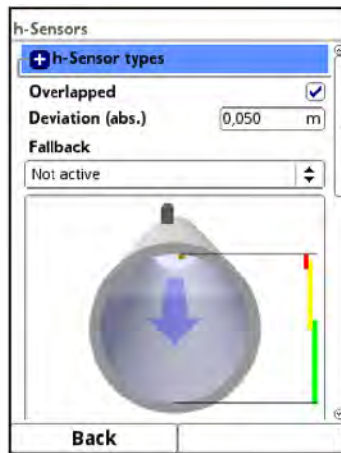 h-Sensors
h-Sensor types
Overlapped
Deviation (abs.) 0,050 m
Fallback
Not active
Back